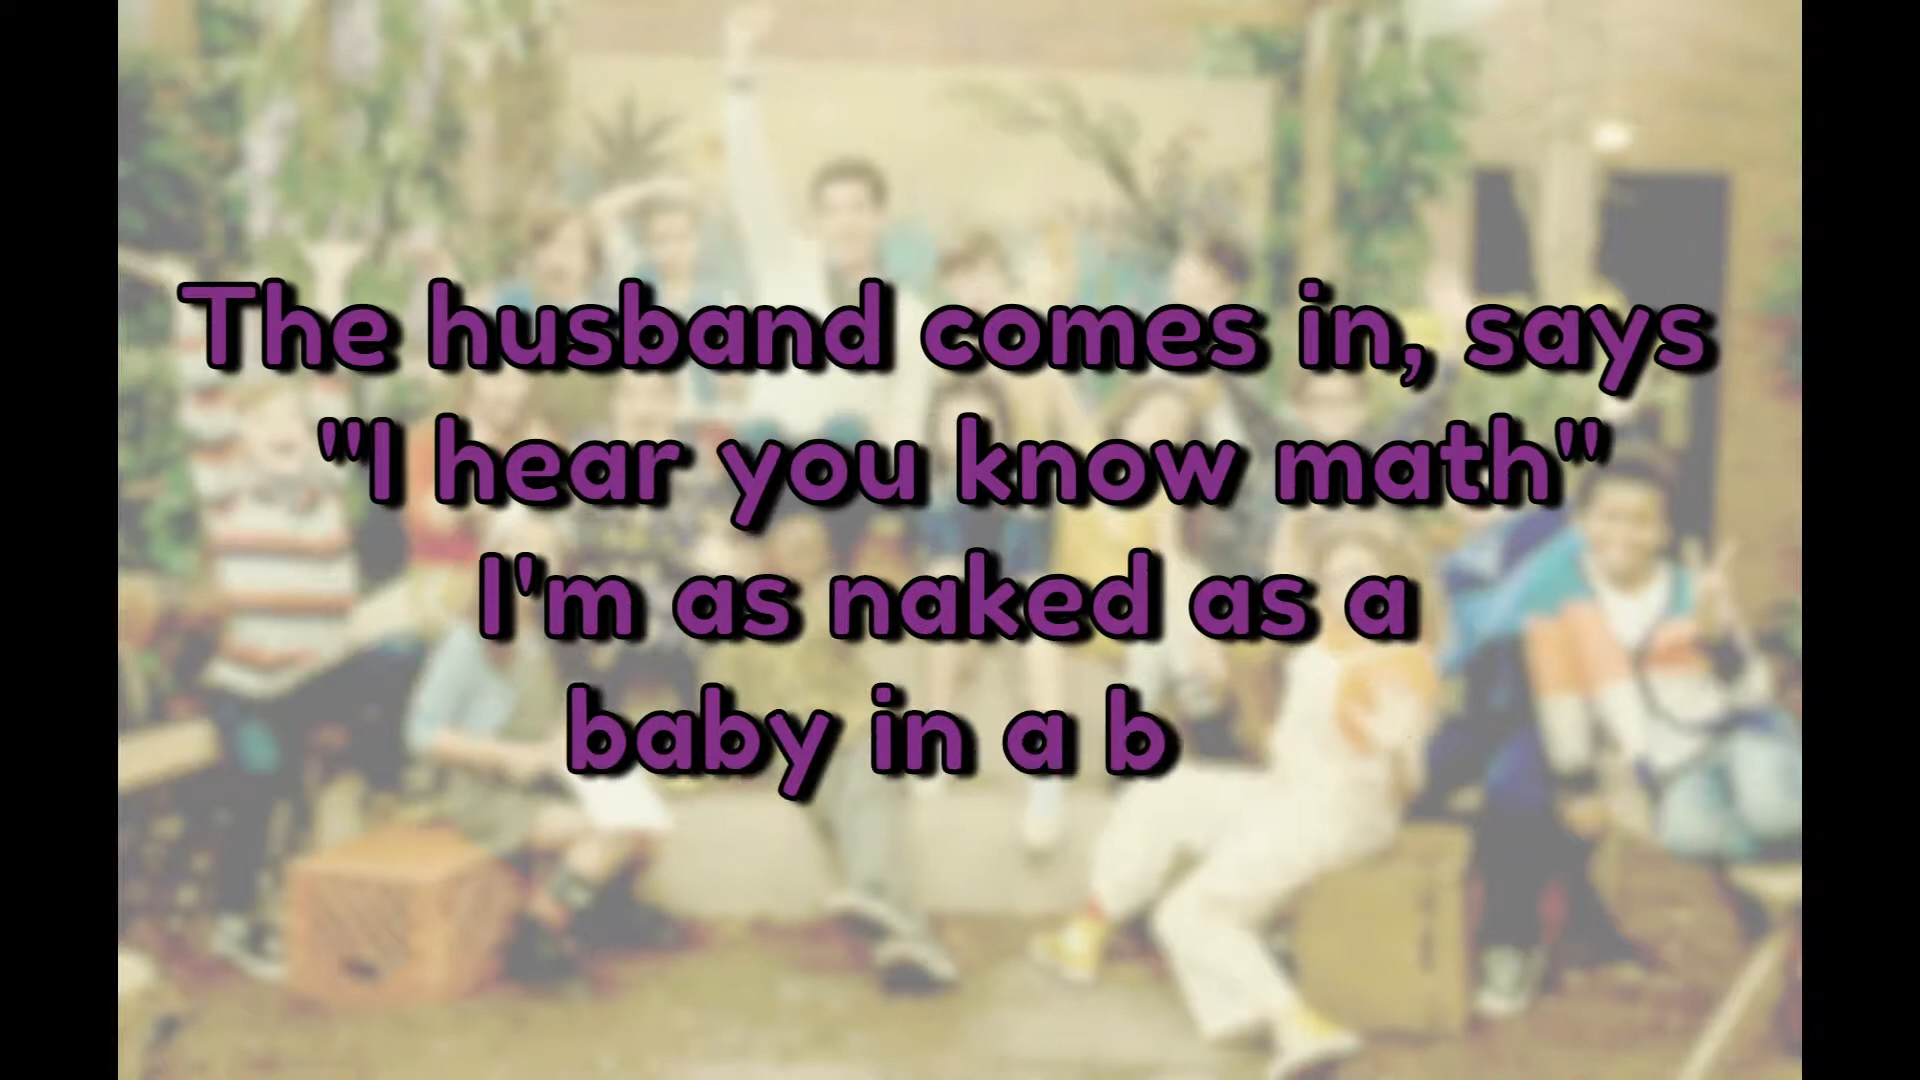 The husband comes in, says
"I hear you know math"
I'm as naked as a
baby in a b